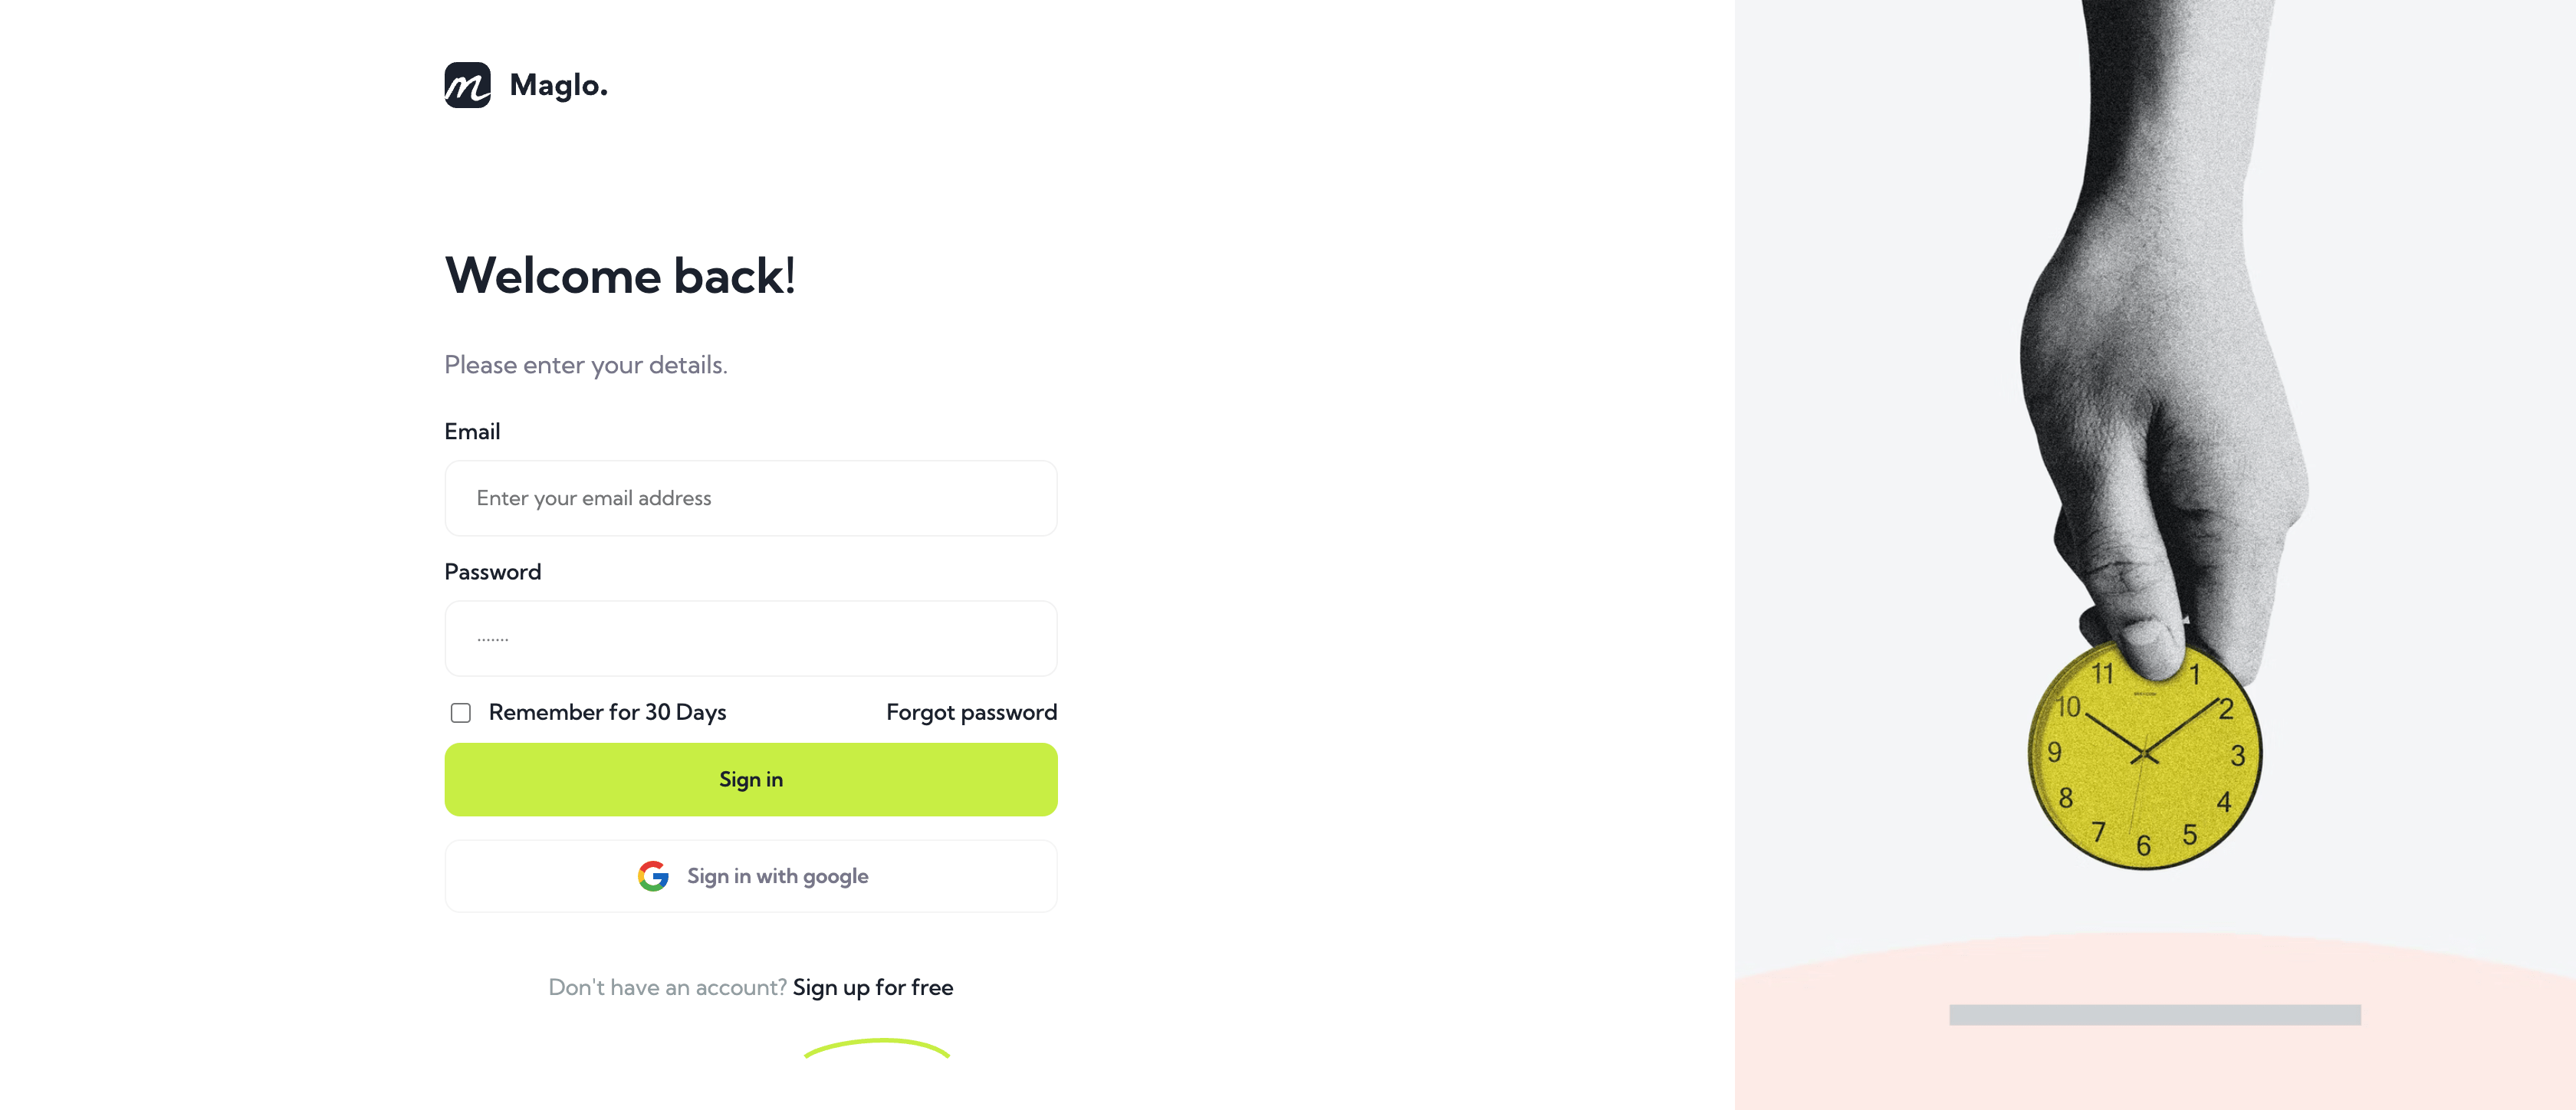 Maglo.
Welcome back!
Please enter your details.
Email
Enter your email address
Password
.......
Remember for 30 Days
Forgot password
Sign in
Sign in with google
Don't have an account? Sign up for free
11
1
10
2
9
3
8
4
7
5
6